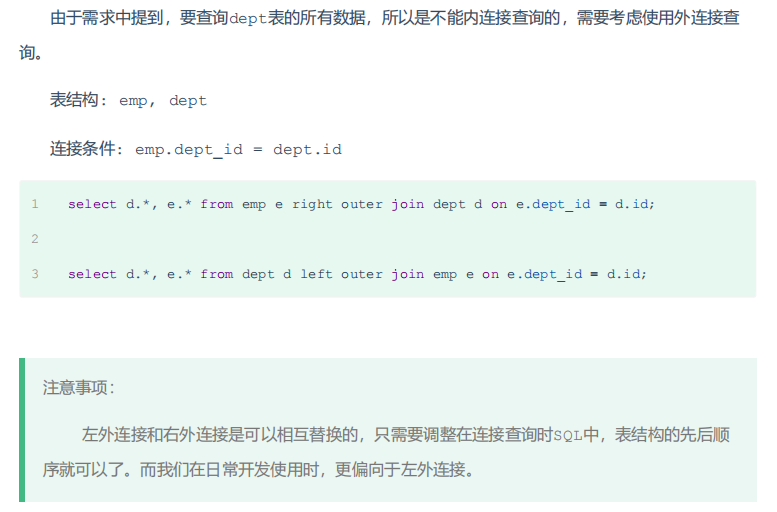 由于需求中提到，要查询dept表的所有数据，所以是不能内连接查询的，需要考虑使用外连接查
询。
表结构: emp, dept
连接条件: emp.dept_id = dept.id
1 select d.*, e.* from emp e right outer join dept d on e.dept_id = d.id;
2
3 select d.*, e.* from dept d left outer join emp e on e.dept_id = d.id;
注意事项：
左外连接和右外连接是可以相互替换的，只需要调整在连接查询时SQL中，表结构的先后顺
序就可以了。而我们在日常开发使用时，更偏向于左外连接。